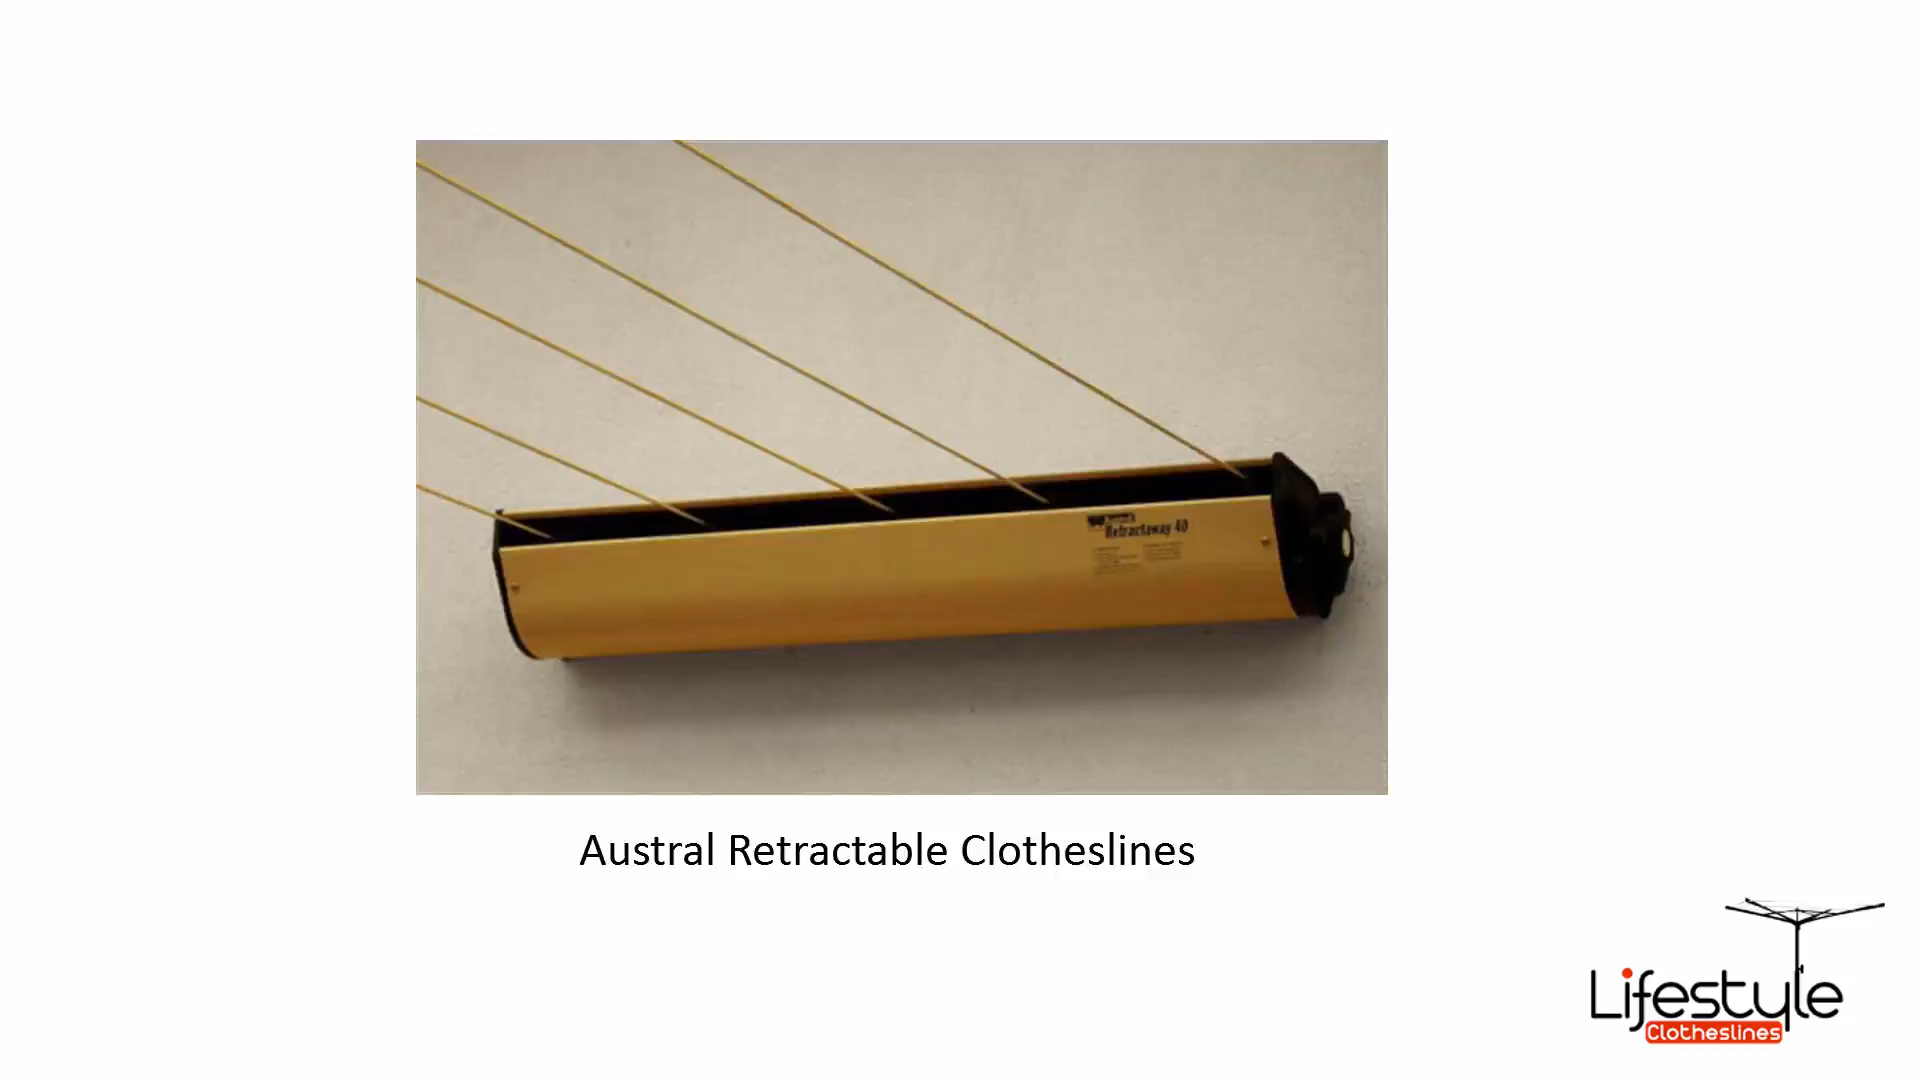 Retractaway 40
Austral Retractable Clotheslines
Lifestyle
Clotheslines